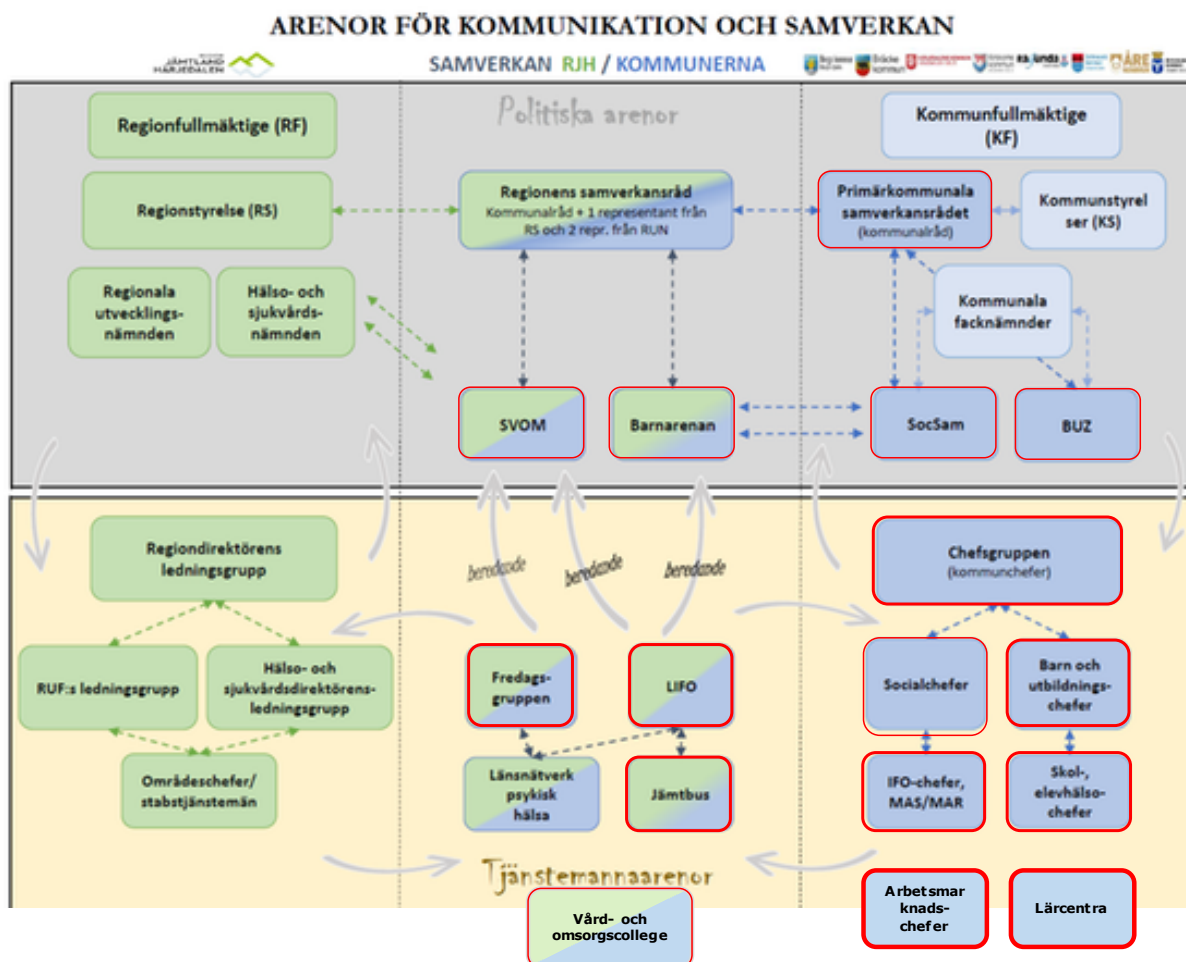 ARENOR FÖR KOMMUNIKATION OCH SAMVERKAN
JÄMTLAND
HÄRJEDALEN
SAMVERKAN RJH / KOMMUNERNA
Bräcke
kommun
ÅRE
Politiska arenor
Regionfullmäktige (RF)
Kommunfullmäktige
(KF)
Regionstyrelse (RS)
Regionens samverkansråd
Kommunalråd + 1 representant från
RS och 2 repr. från RUN
Primärkommunala
samverkansrådet
(kommunalråd)
Kommunstyrel
ser (KS)
Regionala
utvecklings-
nämnden
Hälso- och
sjukvårds-
nämnden
Kommunala
facknämnder
SVOM
Barnarenan
SocSam
BUZ
Regiondirektörens
ledningsgrupp
beredande
beredande
beredande
Chefsgruppen
(kommunchefer)
RUF:s ledningsgrupp
Hälso- och
sjukvårdsdirektörens-
ledningsgrupp
Fredags-
gruppen
LIFO
Socialchefer
Barn och
utbildnings-
chefer
Områdeschefer/
stabstjänstemän
Länsnätverk
psykisk
hälsa
Jämtbus
IFO-chefer,
MAS/MAR
Skol-,
elevhälso-
chefer
Tjänstemannaarenor
Vård- och
omsorgscollege
Arbetsmar
knads-
chefer
Lärcentra